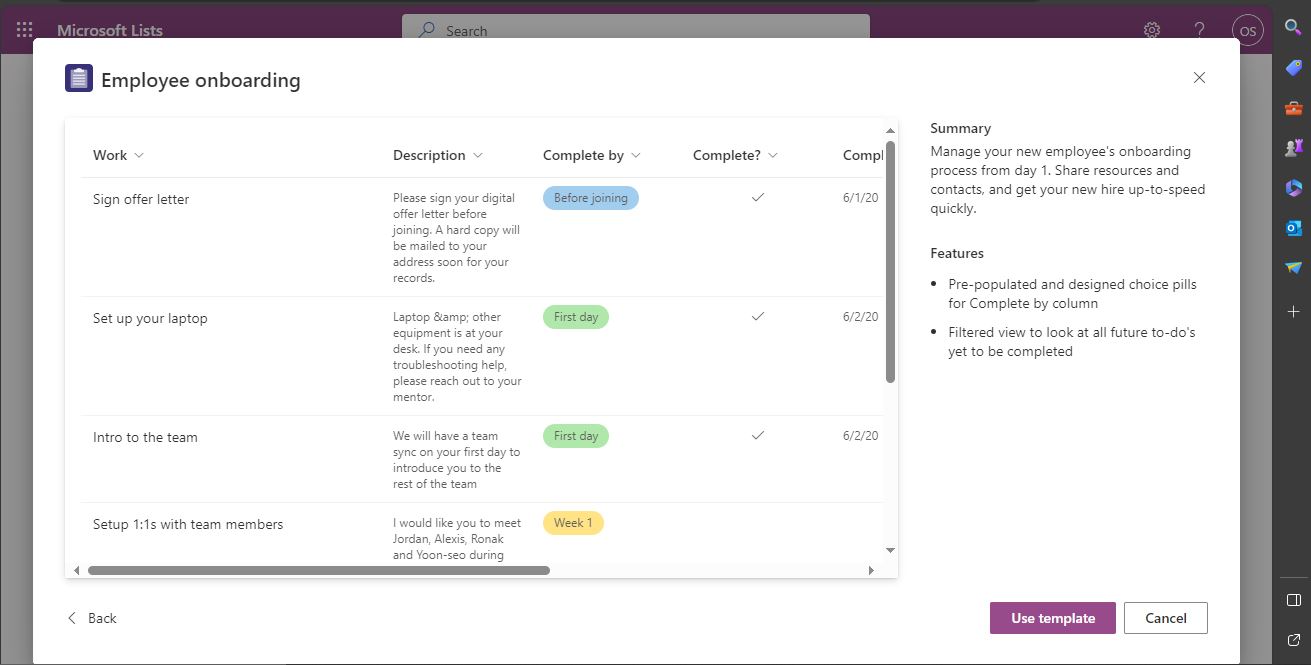 Microsoft Lists
Search
?
OS
Employee onboarding
Work
Description
Complete by
Complete?
Compl
Sign offer letter
Please sign your digital
offer letter before
joining. A hard copy will
be mailed to your
address soon for your
records.
Before joining
6/1/20
Set up your laptop
Laptop &amp; other
equipment is at your
desk. If you need any
troubleshooting help,
please reach out to your
mentor.
First day
6/2/20
Intro to the team
We will have a team
sync on your first day to
introduce you to the
rest of the team
First day
6/2/20
Setup 1:1s with team members
I would like you to meet
Jordan, Alexis, Ronak
and Yoon-seo during
Week 1
Summary
Manage your new employee's onboarding
process from day 1. Share resources and
contacts, and get your new hire up-to-speed
quickly.
Features
• Pre-populated and designed choice pills
for Complete by column
• Filtered view to look at all future to-do's
yet to be completed
Back
Use template
Cancel